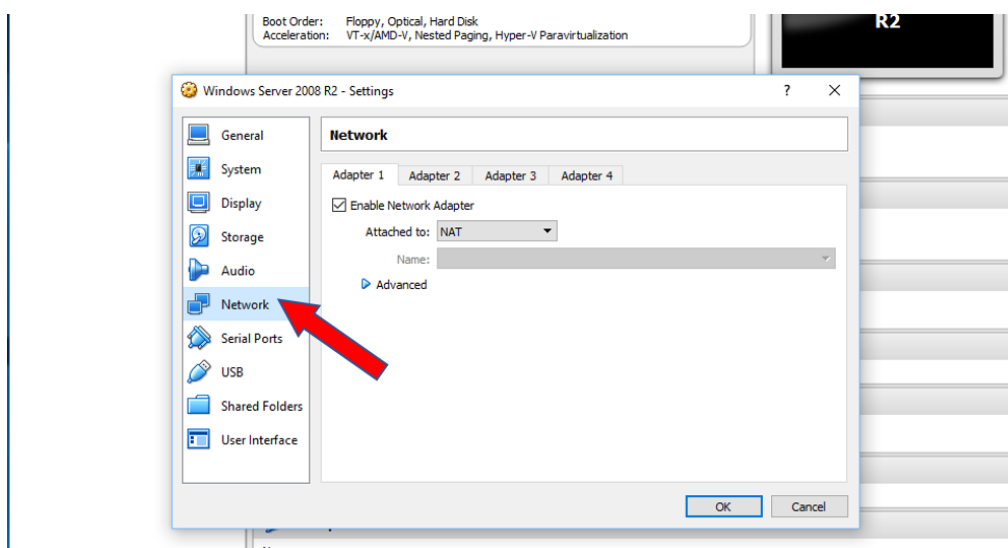 Boot Order: Floppy, Optical, Hard Disk
Acceleration: VT-x/AMD-V, Nested Paging, Hyper-V Paravirtualization
R2
Windows Server 2008 R2 - Settings
?
General
System
Display
Storage
Audio
Network
Serial Ports
USB
Shared Folders
User Interface
Network
Adapter 1 Adapter 2 Adapter 3 Adapter 4
Enable Network Adapter
Attached to: NAT
Name:
Advanced
OK Cancel